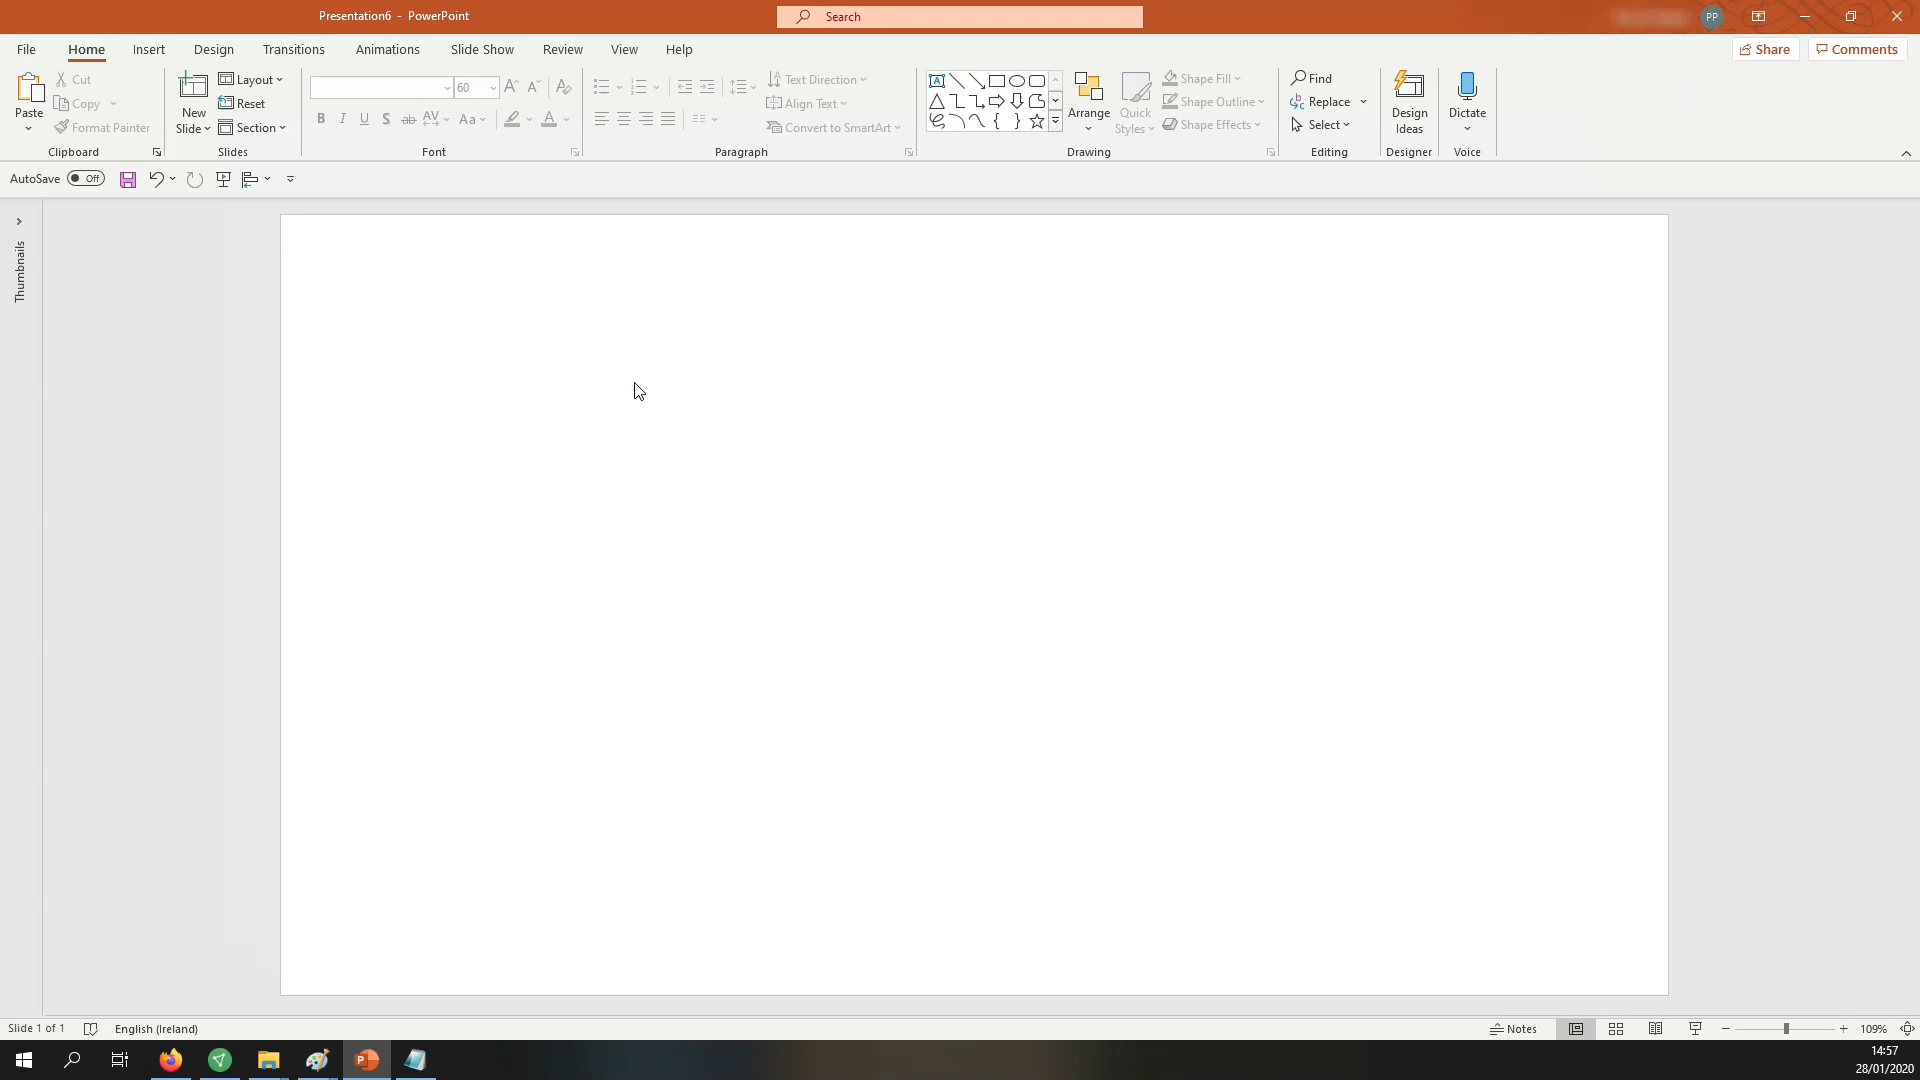 Presentation6 - PowerPoint
Search
PP
File Home Insert Design Transitions Animations Slide Show Review View Help
Share Comments
Paste
Cut
Copy
Format Painter
Clipboard
New
Slide
Layout
Reset
Section
Slides
60
Font
Text Direction
Align Text
Convert to SmartArt
Paragraph
Arrange
Quick
Styles
Shape Fill
Shape Outline
Shape Effects
Drawing
Find
Replace
Select
Editing
Design
Ideas
Designer
Dictate
Voice
AutoSave Off
Thumbnails
Slide 1 of 1 English (Ireland)
Notes
109%
14:57
28/01/2020